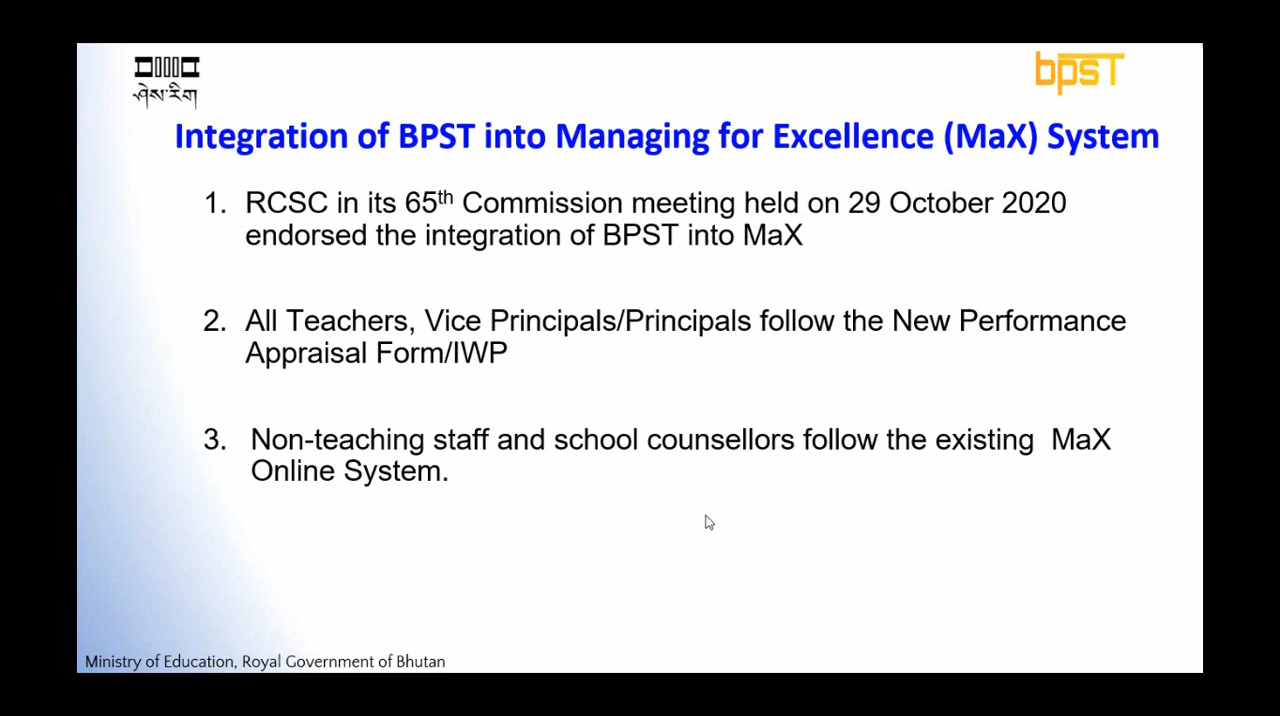 ཤེས་རིག
bpsT
Integration of BPST into Managing for Excellence (MaX) System
1. RCSC in its 65th Commission meeting held on 29 October 2020
endorsed the integration of BPST into MaX
2. All Teachers, Vice Principals/Principals follow the New Performance
Appraisal Form/IWP
3. Non-teaching staff and school counsellors follow the existing MaX
Online System.
Ministry of Education, Royal Government of Bhutan